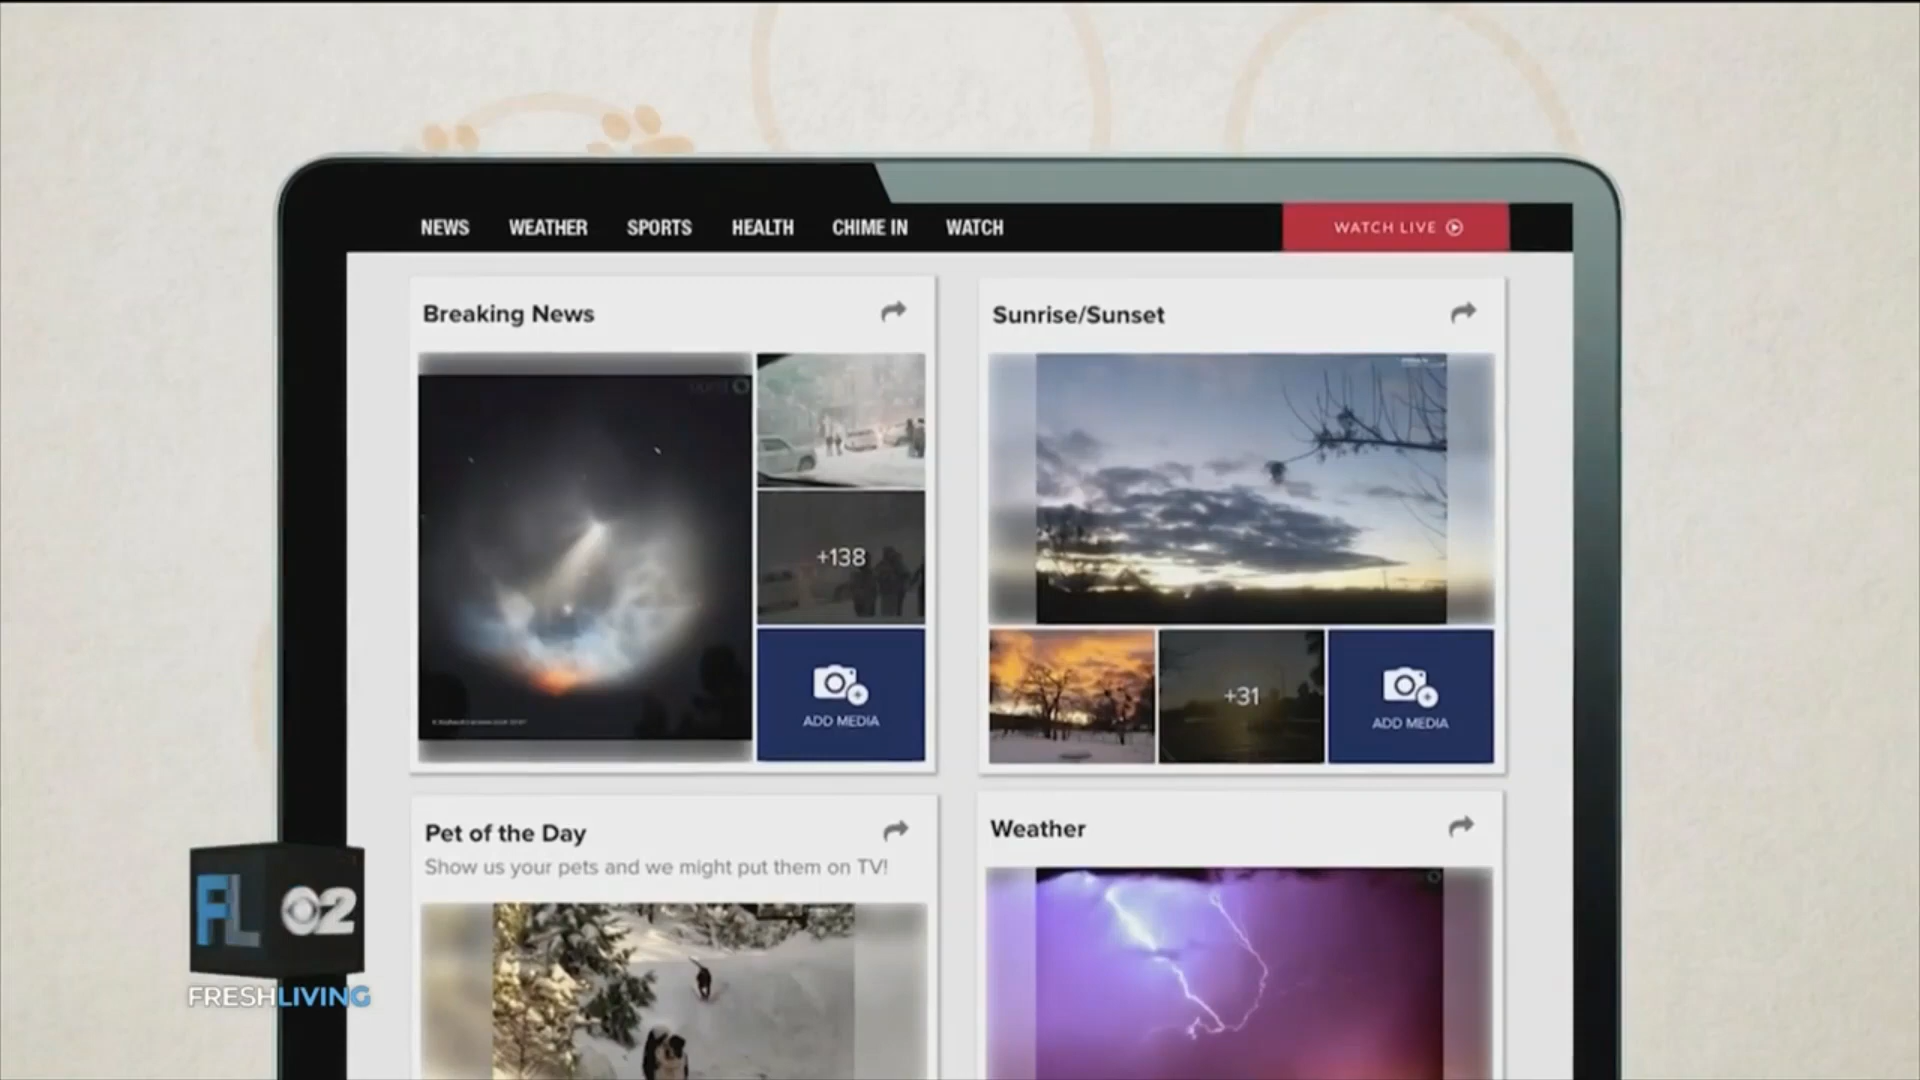 NEWS WEATHER SPORTS HEALTH CHIME IN WATCH WATCH LIVE
Breaking News
+138
ADD MEDIA
Sunrise/Sunset
+31
ADD MEDIA
Pet of the Day
Show us your pets and we might put them on TV!
Weather
FL 2
FRESHLIVING